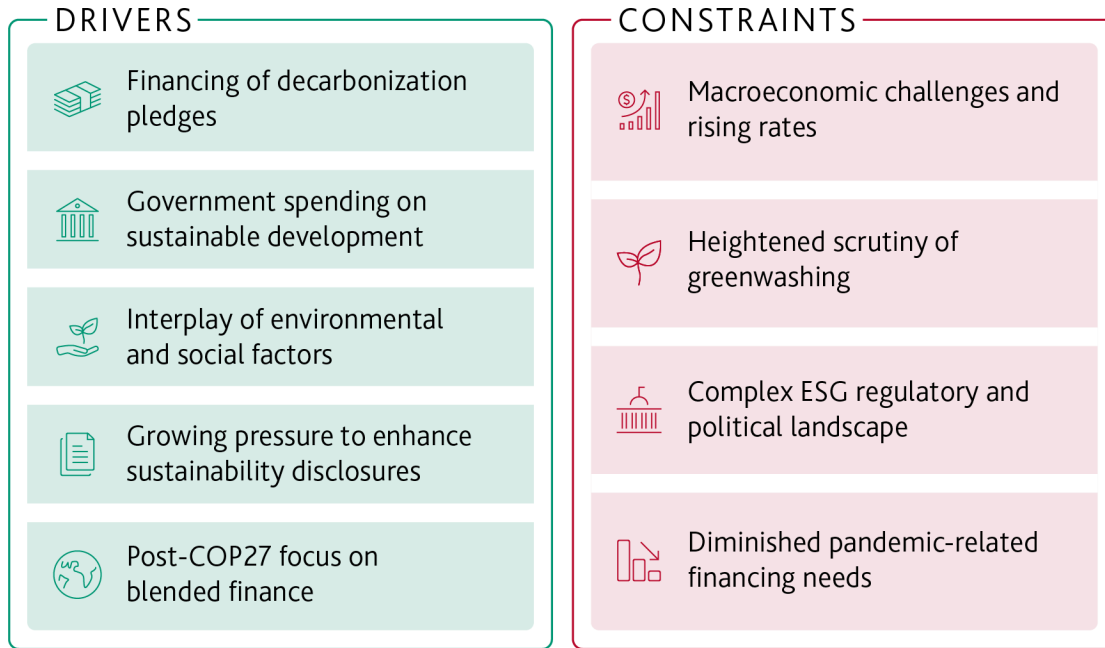 DRIVERS
Financing of decarbonization
pledges
Government spending on
sustainable development
Interplay of environmental
and social factors
Growing pressure to enhance
sustainability disclosures
Post-COP27 focus on
blended finance
CONSTRAINTS
Macroeconomic challenges and
rising rates
Heightened scrutiny of
greenwashing
Complex ESG regulatory and
political landscape
Diminished pandemic-related
financing needs